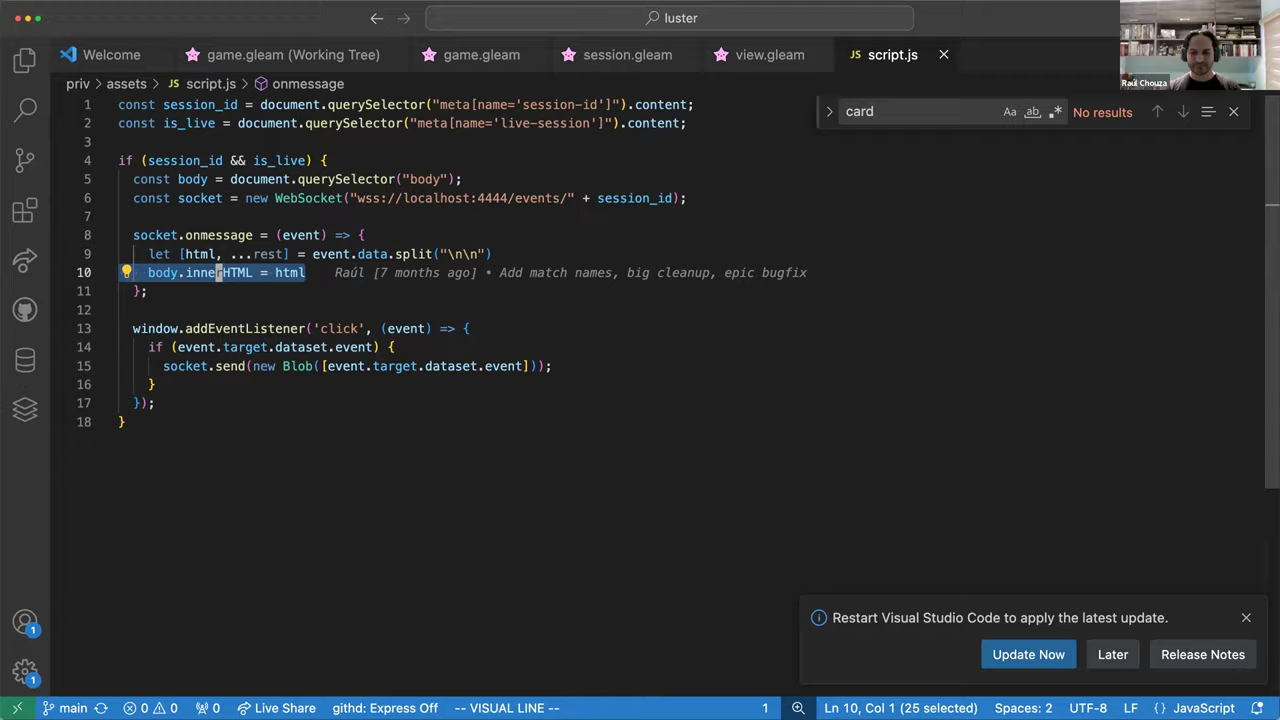 luster
Welcome
game.gleam (Working Tree)
game.gleam
session.gleam
view.gleam
JS script.js
priv > assets > JS script.js > onmessage
card
Aa ab No results
Raúl Chouza
1 const session_id = document.querySelector("meta[name='session-id']").content;
2 const is_live = document.querySelector("meta[name='live-session']").content;
3
4 if (session_id && is_live) {
5 const body = document.querySelector("body");
6 const socket = new WebSocket("wss://localhost:4444/events/" + session_id);
7
8 socket.onmessage = (event) => {
9 let [html, ...rest] = event.data.split("\n\n")
10 body.innerHTML = html Raúl [7 months ago] • Add match names, big cleanup, epic bugfix
11 };
12
13 window.addEventListener('click', (event) => {
14 if (event.target.dataset.event) {
15 socket.send(new Blob([event.target.dataset.event]));
16 }
17 });
18 }
Restart Visual Studio Code to apply the latest update.
Update Now Later Release Notes
1
1
main 0 0 0 Live Share githd: Express Off -- VISUAL LINE -- 1 Ln 10, Col 1 (25 selected) Spaces: 2 UTF-8 LF {} JavaScript